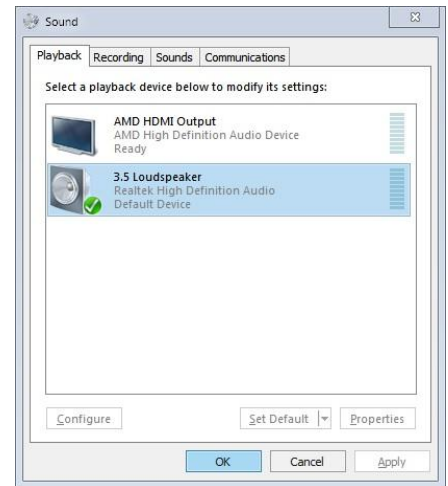 Sound
Playback Recording Sounds Communications
Select a playback device below to modify its settings:
AMD HDMI Output
AMD High Definition Audio Device
Ready
3.5 Loudspeaker
Realtek High Definition Audio
Default Device
Configure Set Default Properties
OK Cancel Apply